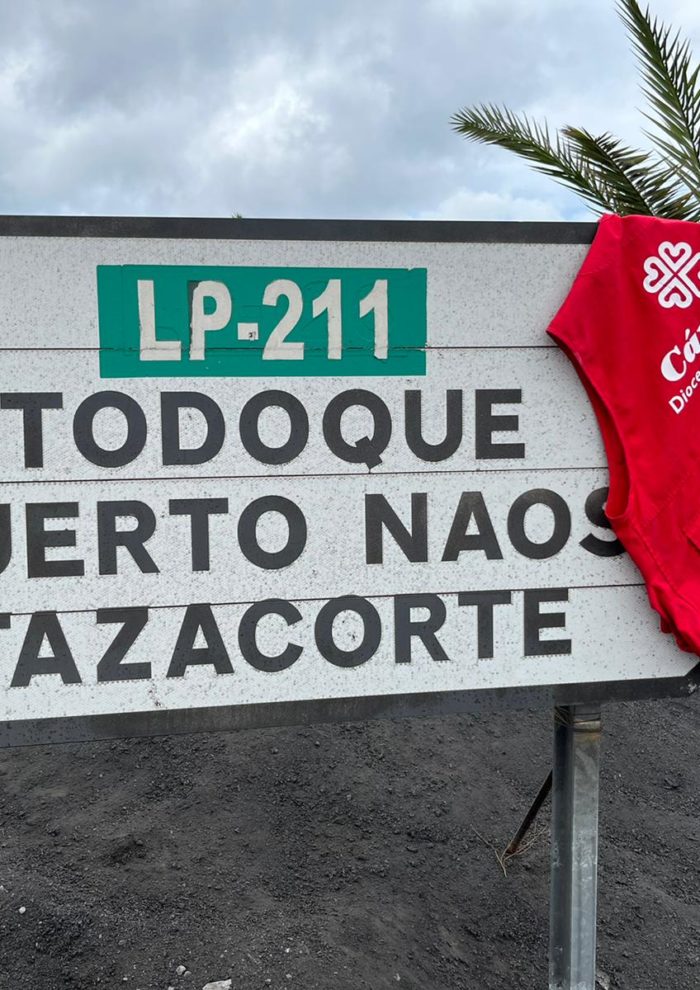 LP-211
TODOQUE
UERTO NAOS
TAZACORTE
Cá
Dioce